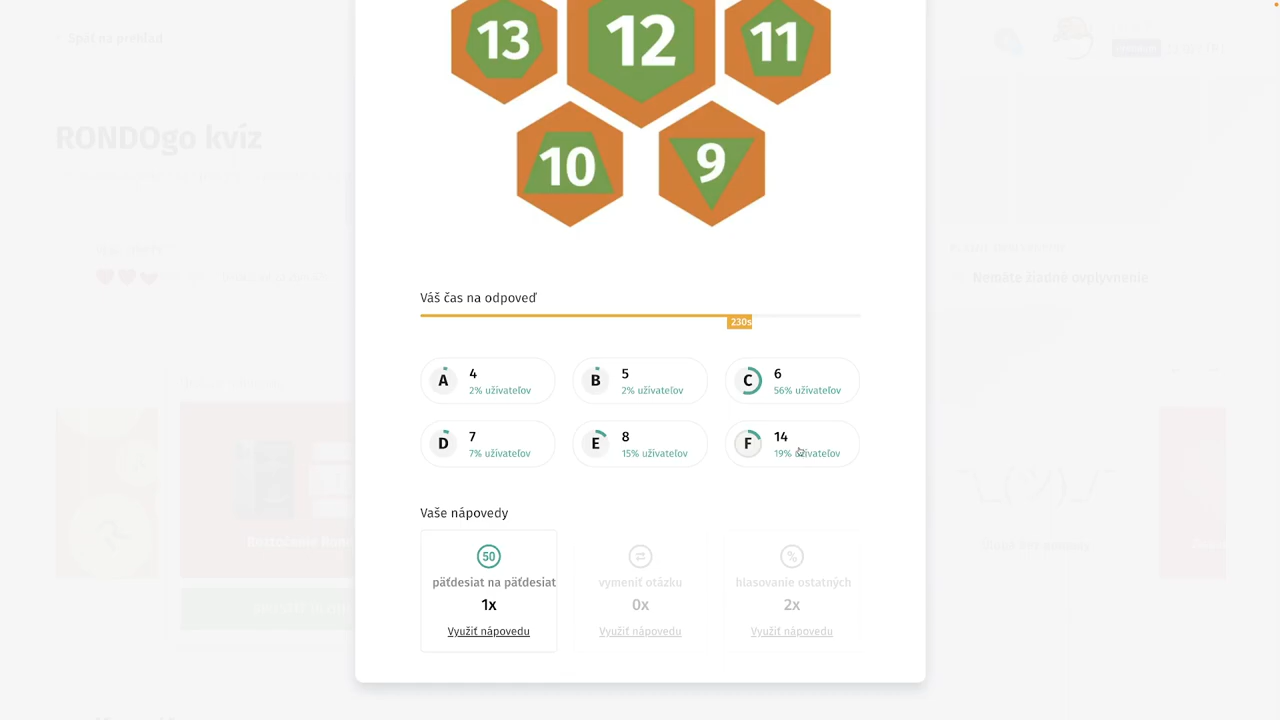 13
12
11
Späť na prehľad
RONDOgo kvíz
10
9
Nemáte žiadné ovplyvnenie
Váš čas na odpoveď
230s
A 4
2% užívateľov
B 5
2% užívateľov
C 6
56% užívateľov
D 7
7% užívateľov
E 8
15% užívateľov
F 14
19% užívateľov
Vaše nápovedy
50
päťdesiat na päťdesiat
1x
Využiť nápovedu
vymeniť otázku
0x
Využiť nápovedu
%
hlasovanie ostatných
2x
Využiť nápovedu